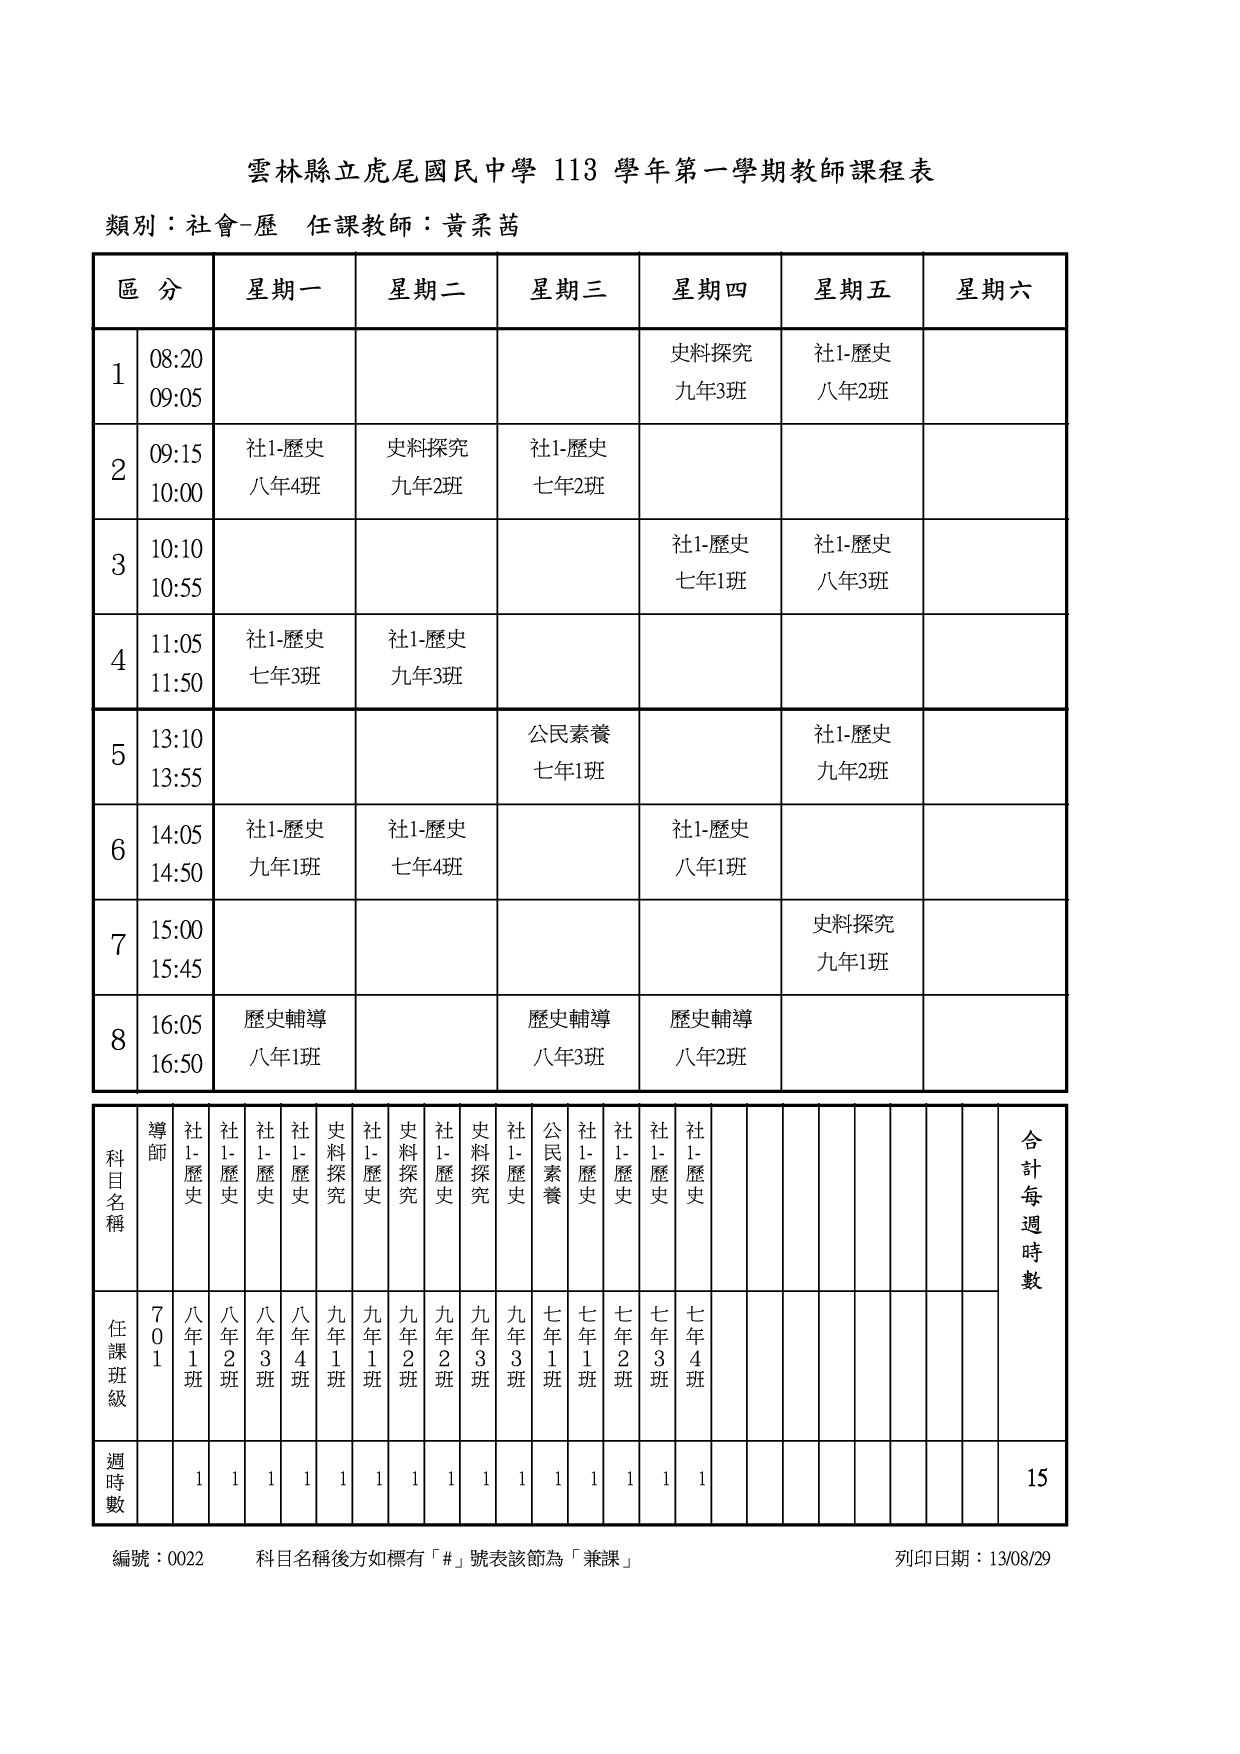 雲林縣立虎尾國民中學 113 學年第一學期教師課程表
類別：社會-歷 任課教師：黃柔茜
區 分 星期一 星期二 星期三 星期四 星期五 星期六
1 08:20 09:05 史料探究 九年3班 社1-歷史 八年2班
2 09:15 10:00 社1-歷史 八年4班 史料探究 九年2班 社1-歷史 七年2班
3 10:10 10:55 社1-歷史 七年1班 社1-歷史 八年3班
4 11:05 11:50 社1-歷史 七年3班 社1-歷史 九年3班
5 13:10 13:55 公民素養 七年1班 社1-歷史 九年2班
6 14:05 14:50 社1-歷史 九年1班 社1-歷史 七年4班 社1-歷史 八年1班
7 15:00 15:45 史料探究 九年1班
8 16:05 16:50 歷史輔導 八年1班 歷史輔導 八年3班 歷史輔導 八年2班
科目名稱 導師 社1-歷史 社1-歷史 社1-歷史 社1-歷史 史料探究 社1-歷史 史料探究 社1-歷史 史料探究 社1-歷史 公民素養 社1-歷史 社1-歷史 社1-歷史 社1-歷史 合計每週時數
任課班級 701 八年1班 八年2班 八年3班 八年4班 九年1班 九年1班 九年2班 九年2班 九年3班 九年3班 七年1班 七年1班 七年2班 七年3班 七年4班
週時數 1 1 1 1 1 1 1 1 1 1 1 1 1 1 1 15
編號：0022 科目名稱後方如標有「#」號表該節為「兼課」 列印日期：13/08/29